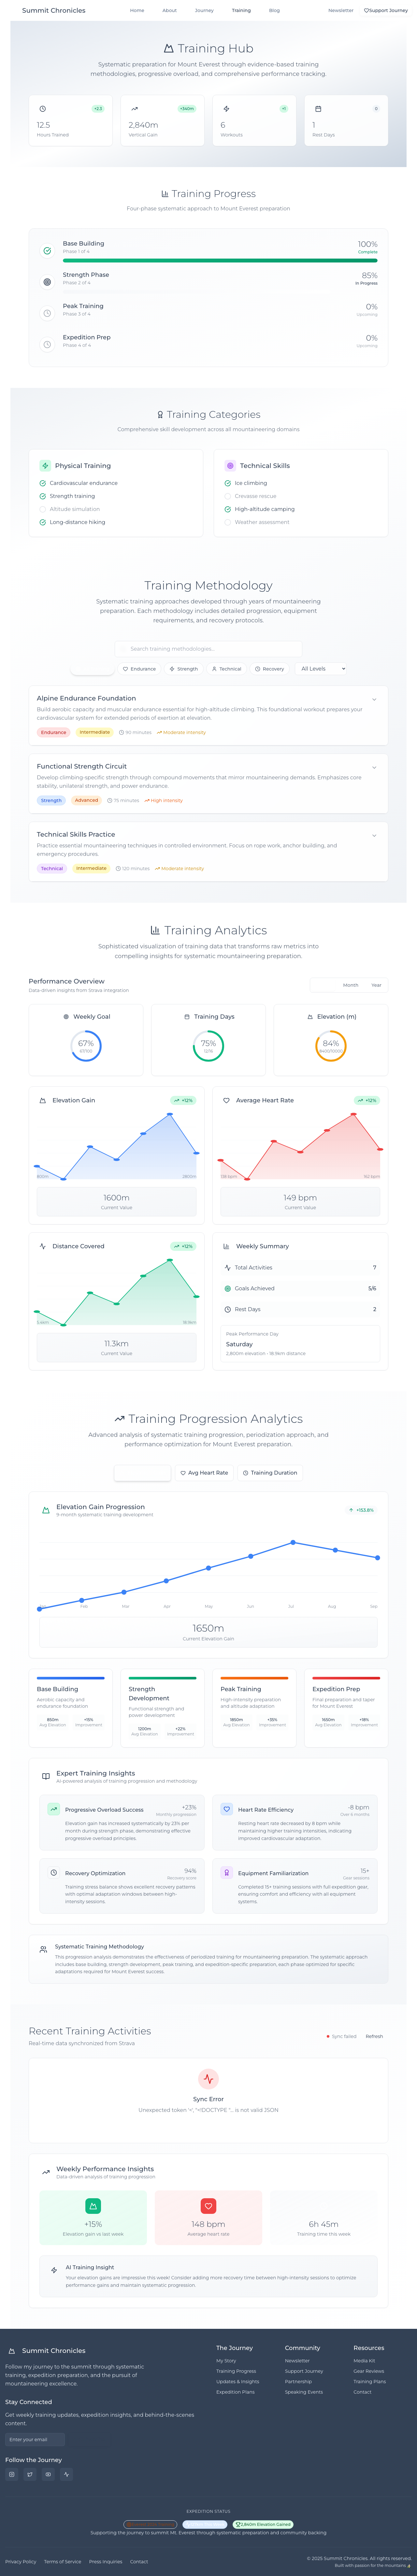 Summit Chronicles
Home
About
Journey
Training
Blog
Newsletter
Support Journey
Training Hub
Systematic preparation for Mount Everest through evidence-based training
methodologies, progressive overload, and comprehensive performance tracking.
+2.5
12.5
Hours Trained
+340m
2,840m
Vertical Gain
+1
6
Workouts
0
1
Rest Days
Training Progress
Four-phase systematic approach to Mount Everest preparation
Base Building
Phase 1 of 4
100%
Complete
Strength Phase
Phase 2 of 4
85%
In Progress
Peak Training
Phase 3 of 4
0%
Upcoming
Expedition Prep
Phase 4 of 4
0%
Upcoming
Training Categories
Comprehensive skill development across all mountaineering domains
Physical Training
Cardiovascular endurance
Strength training
Altitude simulation
Long-distance hiking
Technical Skills
Ice climbing
Crevasse rescue
High-altitude camping
Weather assessment
Training Methodology
Systematic training approaches developed through years of mountaineering
preparation. Each methodology includes detailed progression, equipment
requirements, and recovery protocols.
Search training methodologies...
Endurance
Strength
Technical
Recovery
All Levels
Alpine Endurance Foundation
Build aerobic capacity and muscular endurance essential for high-altitude climbing. This foundational workout prepares your
cardiovascular system for extended periods of exertion at elevation.
Endurance
Intermediate
90 minutes
Moderate intensity
Functional Strength Circuit
Develop climbing-specific strength through compound movements that mirror mountaineering demands. Emphasizes core
stability, unilateral strength, and power endurance.
Strength
Advanced
75 minutes
High intensity
Technical Skills Practice
Practice essential mountaineering techniques in controlled environment. Focus on rope work, anchor building, and
emergency procedures.
Technical
Intermediate
120 minutes
Moderate intensity
Training Analytics
Sophisticated visualization of training data that transforms raw metrics into
compelling insights for systematic mountaineering preparation.
Performance Overview
Data-driven insights from Strava integration
Month
Year
Weekly Goal
67%
Training Days
75%
Elevation (m)
84%
Elevation Gain
+12%
800m
2800m
1600m
Current Value
Average Heart Rate
+12%
149 bpm
Current Value
Distance Covered
+12%
18.9km
11.3km
Current Value
Weekly Summary
Total Activities
7
Goals Achieved
5/6
Rest Days
2
Peak Performance Day
Saturday
2,800m elevation • 18.9km distance
Training Progression Analytics
Advanced analysis of systematic training progression, periodization approach, and
performance optimization for Mount Everest preparation.
Avg Heart Rate
Training Duration
Elevation Gain Progression
9-month systematic training development
+153.8%
Feb
Mar
Apr
May
Jun
Jul
Aug
Sep
1650m
Current Elevation Gain
Base Building
Aerobic capacity and
endurance foundation
850m
Avg Elevation
+15%
Improvement
Strength
Development
Functional strength and
power development
1200m
Avg Elevation
+22%
Improvement
Peak Training
High-intensity preparation
and altitude adaptation
1850m
Avg Elevation
+35%
Improvement
Expedition Prep
Final preparation and taper
for Mount Everest
1650m
Avg Elevation
+18%
Improvement
Expert Training Insights
AI-powered analysis of training progression and methodology
Progressive Overload Success
+23%
Monthly progression
Elevation gain has increased systematically by 23% per
month during strength phase, demonstrating effective
progressive overload principles.
Heart Rate Efficiency
-8 bpm
Over 6 months
Resting heart rate decreased by 8 bpm while
maintaining higher training intensities, indicating
improved cardiovascular adaptation.
Recovery Optimization
94%
Recovery score
Training stress balance shows excellent recovery patterns
with optimal adaptation windows between high-
intensity sessions.
Equipment Familiarization
15+
Gear sessions
Completed 15+ training sessions with full expedition gear,
ensuring comfort and efficiency with all equipment
systems.
Systematic Training Methodology
This progression analysis demonstrates the effectiveness of periodized training for mountaineering preparation. The systematic approach
includes base building, strength development, peak training, and expedition-specific preparation, each phase optimized for specific
adaptations required for Mount Everest success.
Recent Training Activities
Real-time data synchronized from Strava
Sync failed
Refresh
Sync Error
Unexpected token '<', "<!DOCTYPE "... is not valid JSON
Weekly Performance Insights
Data-driven analysis of training progression
+15%
Elevation gain vs last week
148 bpm
Average heart rate
6h 45m
Training time this week
AI Training Insight
Your elevation gains are impressive this week! Consider adding more recovery time between high-intensity sessions to optimize
performance gains and maintain systematic progression.
Summit Chronicles
Follow my journey to the summit through systematic
training, expedition preparation, and the pursuit of
mountaineering excellence.
Stay Connected
Get weekly training updates, expedition insights, and behind-the-scenes
content.
Enter your email
Follow the Journey
The Journey
My Story
Training Progress
Updates & Insights
Expedition Plans
Community
Newsletter
Support Journey
Partnership
Speaking Events
Resources
Media Kit
Gear Reviews
Training Plans
Contact
EXPEDITION STATUS
2,840m Elevation Gained
Supporting the journey to summit Mt. Everest through systematic preparation and community backing
Privacy Policy
Terms of Service
Press Inquiries
Contact
© 2025 Summit Chronicles. All rights reserved.
Built with passion for the mountains